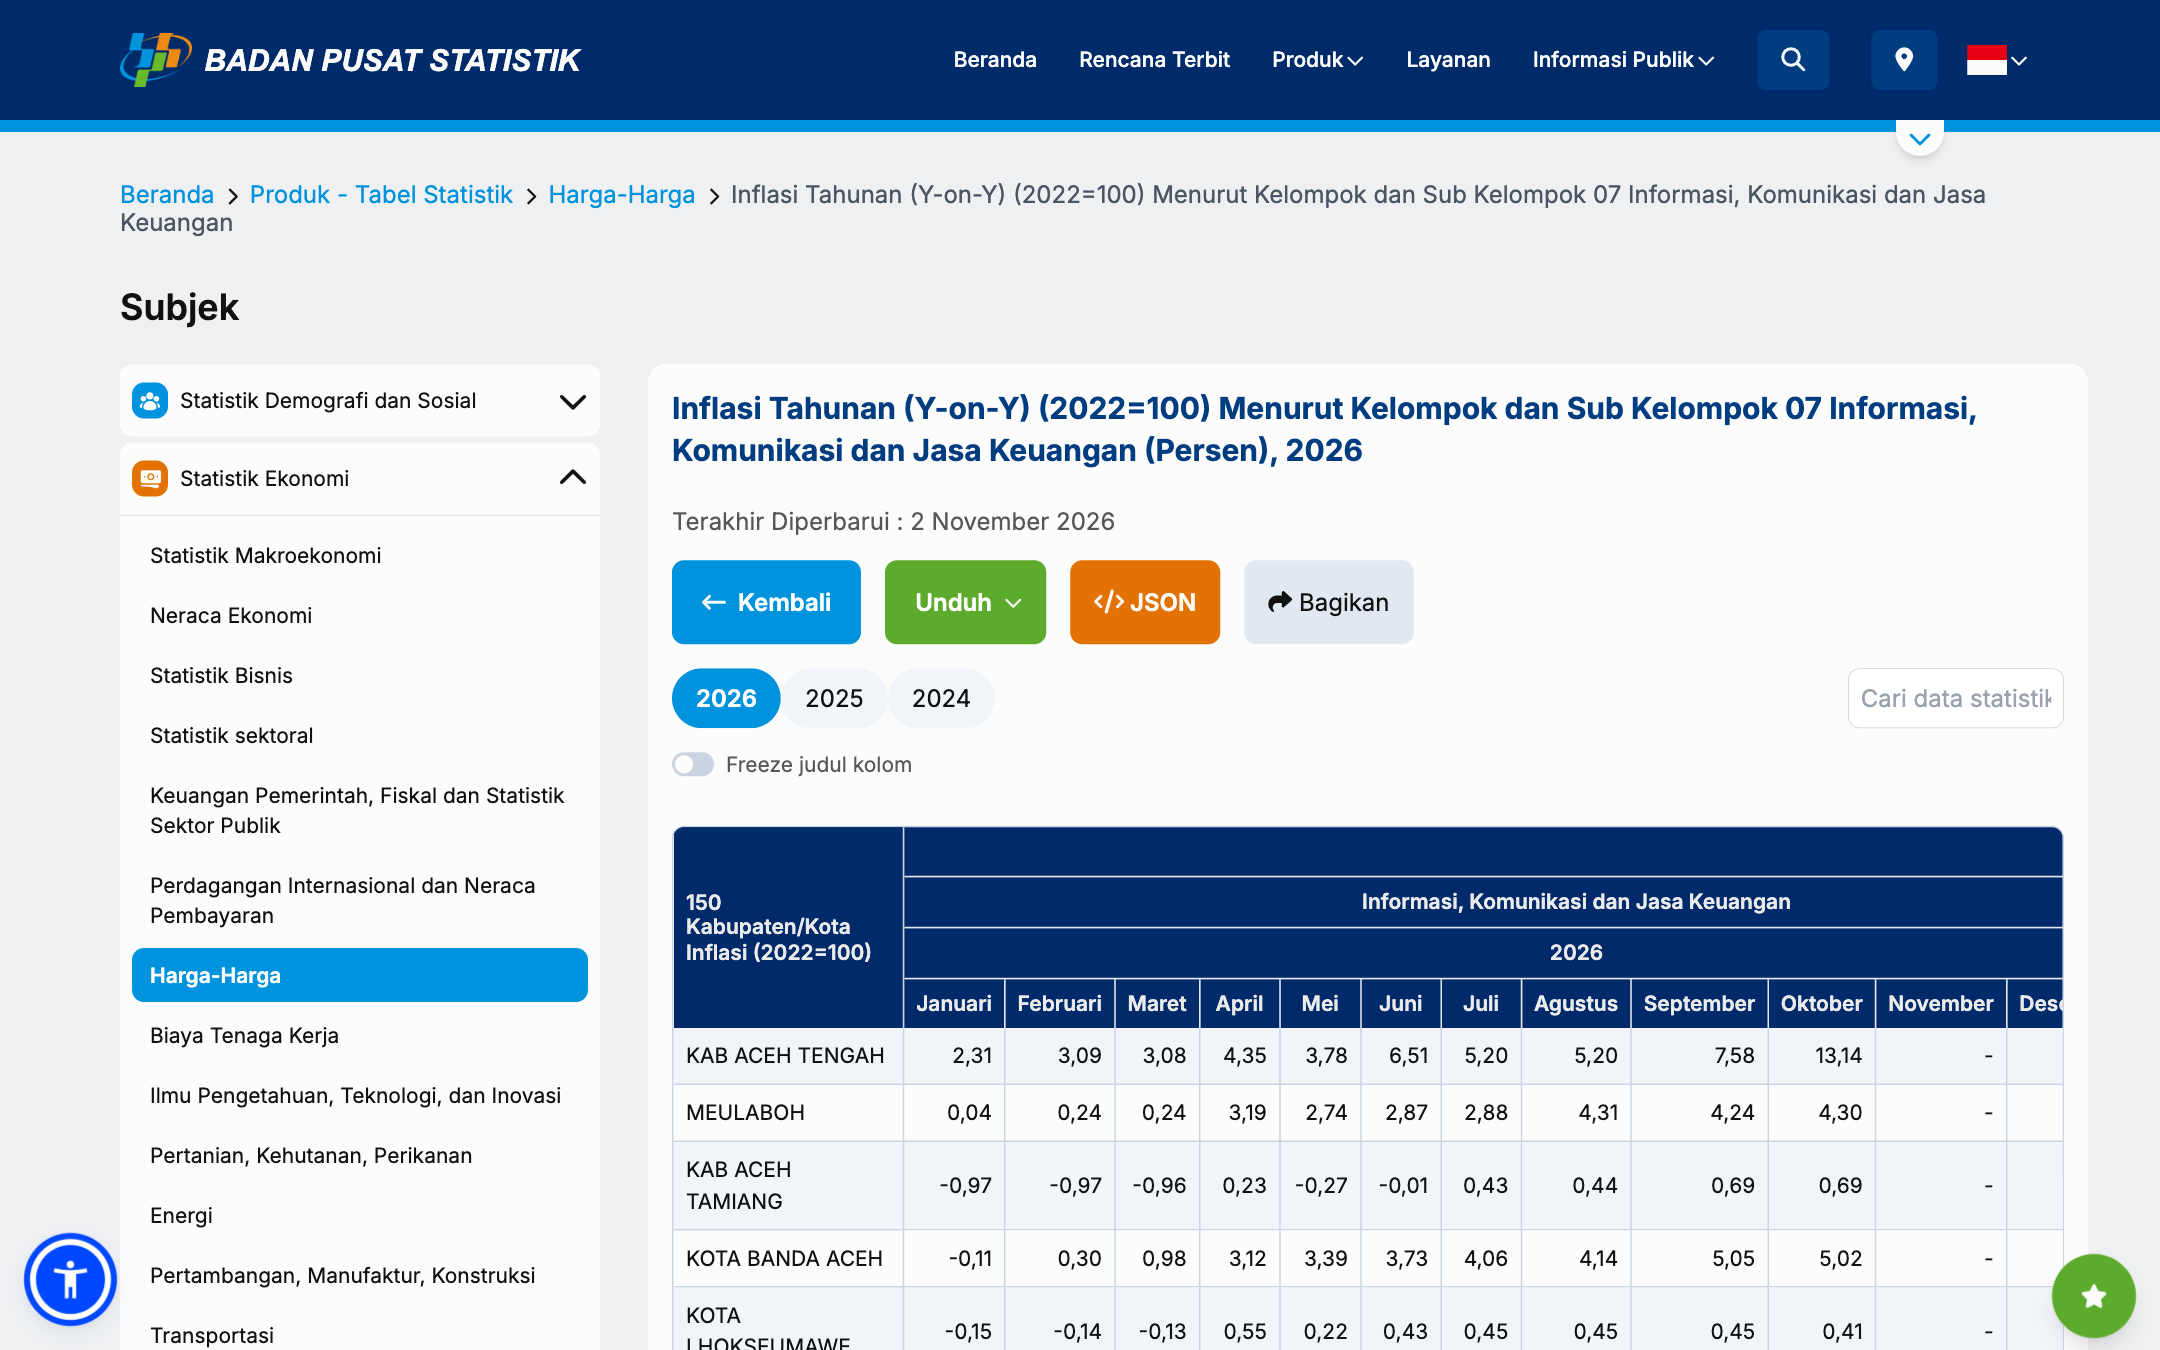 BADAN PUSAT STATISTIK
Beranda
Rencana Terbit
Produk
Layanan
Informasi Publik
Beranda > Produk - Tabel Statistik > Harga-Harga > Inflasi Tahunan (Y-on-Y) (2022=100) Menurut Kelompok dan Sub Kelompok 07 Informasi, Komunikasi dan Jasa
Keuangan
Subjek
Statistik Demografi dan Sosial
Statistik Ekonomi
Statistik Makroekonomi
Neraca Ekonomi
Statistik Bisnis
Statistik sektoral
Keuangan Pemerintah, Fiskal dan Statistik
Sektor Publik
Perdagangan Internasional dan Neraca
Pembayaran
Harga-Harga
Biaya Tenaga Kerja
Ilmu Pengetahuan, Teknologi, dan Inovasi
Pertanian, Kehutanan, Perikanan
Energi
Pertambangan, Manufaktur, Konstruksi
Transportasi
Inflasi Tahunan (Y-on-Y) (2022=100) Menurut Kelompok dan Sub Kelompok 07 Informasi,
Komunikasi dan Jasa Keuangan (Persen), 2026
Terakhir Diperbarui : 2 November 2026
← Kembali
Unduh
</> JSON
Bagikan
2026
2025
2024
Cari data statistik
Freeze judul kolom
150
Kabupaten/Kota
Inflasi (2022=100)
Informasi, Komunikasi dan Jasa Keuangan
2026
Januari Februari Maret April Mei Juni Juli Agustus September Oktober November Dese
KAB ACEH TENGAH 2,31 3,09 3,08 4,35 3,78 6,51 5,20 5,20 7,58 13,14 -
MEULABOH 0,04 0,24 0,24 3,19 2,74 2,87 2,88 4,31 4,24 4,30 -
KAB ACEH
TAMIANG -0,97 -0,97 -0,96 0,23 -0,27 -0,01 0,43 0,44 0,69 0,69 -
KOTA BANDA ACEH -0,11 0,30 0,98 3,12 3,39 3,73 4,06 4,14 5,05 5,02 -
KOTA
LHOKSEUMAWE -0,15 -0,14 -0,13 0,55 0,22 0,43 0,45 0,45 0,45 0,41 -